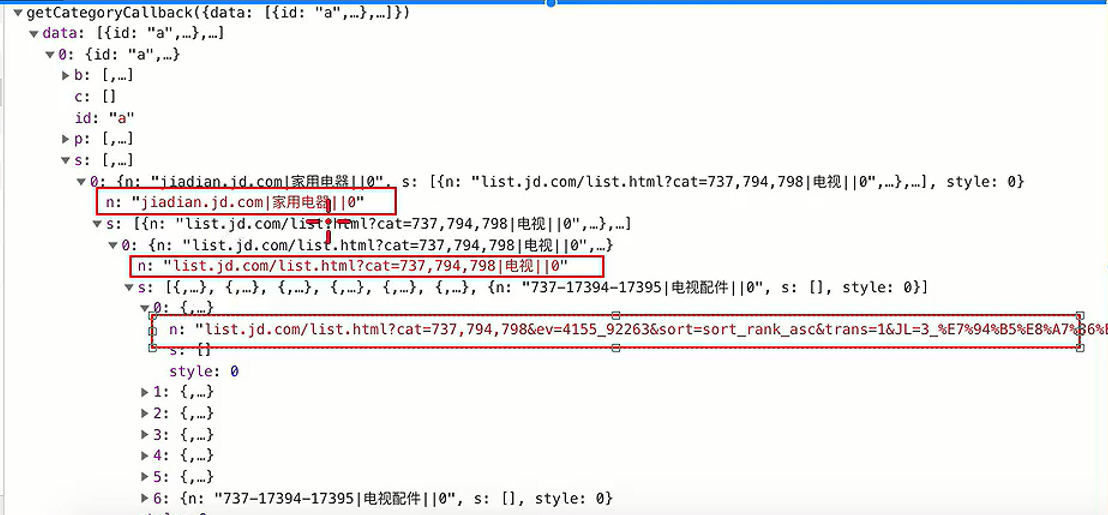 getCategoryCallback({data: [{id: "a",…},…]})
data: [{id: "a",…},…]
0: {id: "a",…}
b: [,…]
c: []
id: "a"
p: [,…]
s: [,…]
0: {n: "jiadian.jd.com|家用电器||0", s: [{n: "list.jd.com/list.html?cat=737,794,798|电视||0",…},…], style: 0}
n: "jiadian.jd.com|家用电器||0"
s: [{n: "list.jd.com/list.html?cat=737,794,798|电视||0",…},…]
0: {n: "list.jd.com/list.html?cat=737,794,798|电视||0",…}
n: "list.jd.com/list.html?cat=737,794,798|电视||0"
s: [{,…}, {,…}, {,…}, {,…}, {,…}, {,…}, {n: "737-17394-17395|电视配件||0", s: [], style: 0}]
0: {,…}
n: "list.jd.com/list.html?cat=737,794,798&ev=4155_92263&sort=sort_rank_asc&trans=1&JL=3_%E7%94%B5%E8%A7%86%E
s: []
style: 0
1: {,…}
2: {,…}
3: {,…}
4: {,…}
5: {,…}
6: {n: "737-17394-17395|电视配件||0", s: [], style: 0}